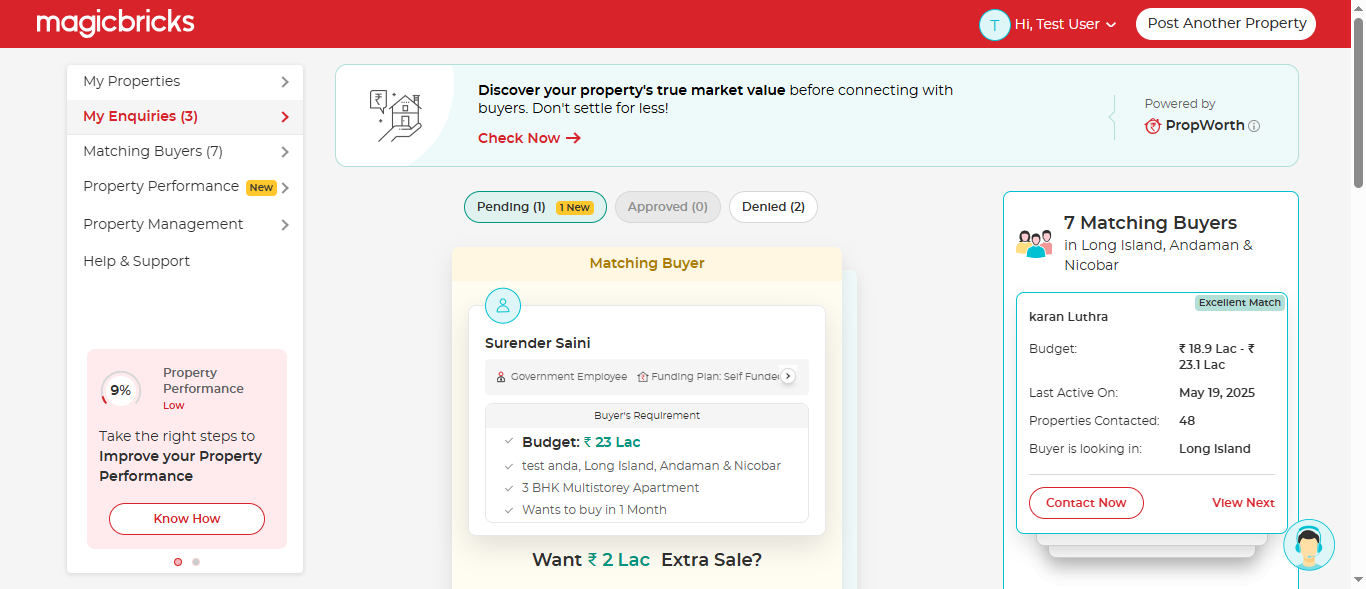 magicbricks
T Hi, Test User
Post Another Property
My Properties
My Enquiries (3)
Matching Buyers (7)
Property Performance New
Property Management
Help & Support
9%
Property
Performance
Low
Take the right steps to
Improve your Property
Performance
Know How
Discover your property's true market value before connecting with
buyers. Don't settle for less!
Check Now
Powered by
PropWorth
Pending (1) 1 New
Approved (0)
Denied (2)
Matching Buyer
Surender Saini
Government Employee
Funding Plan: Self Funde
Buyer's Requirement
Budget: ₹ 23 Lac
test anda, Long Island, Andaman & Nicobar
3 BHK Multistorey Apartment
Wants to buy in 1 Month
Want ₹ 2 Lac Extra Sale?
7 Matching Buyers
in Long Island, Andaman &
Nicobar
Excellent Match
karan Luthra
Budget: ₹ 18.9 Lac - ₹
23.1 Lac
Last Active On: May 19, 2025
Properties Contacted: 48
Buyer is looking in: Long Island
Contact Now
View Next